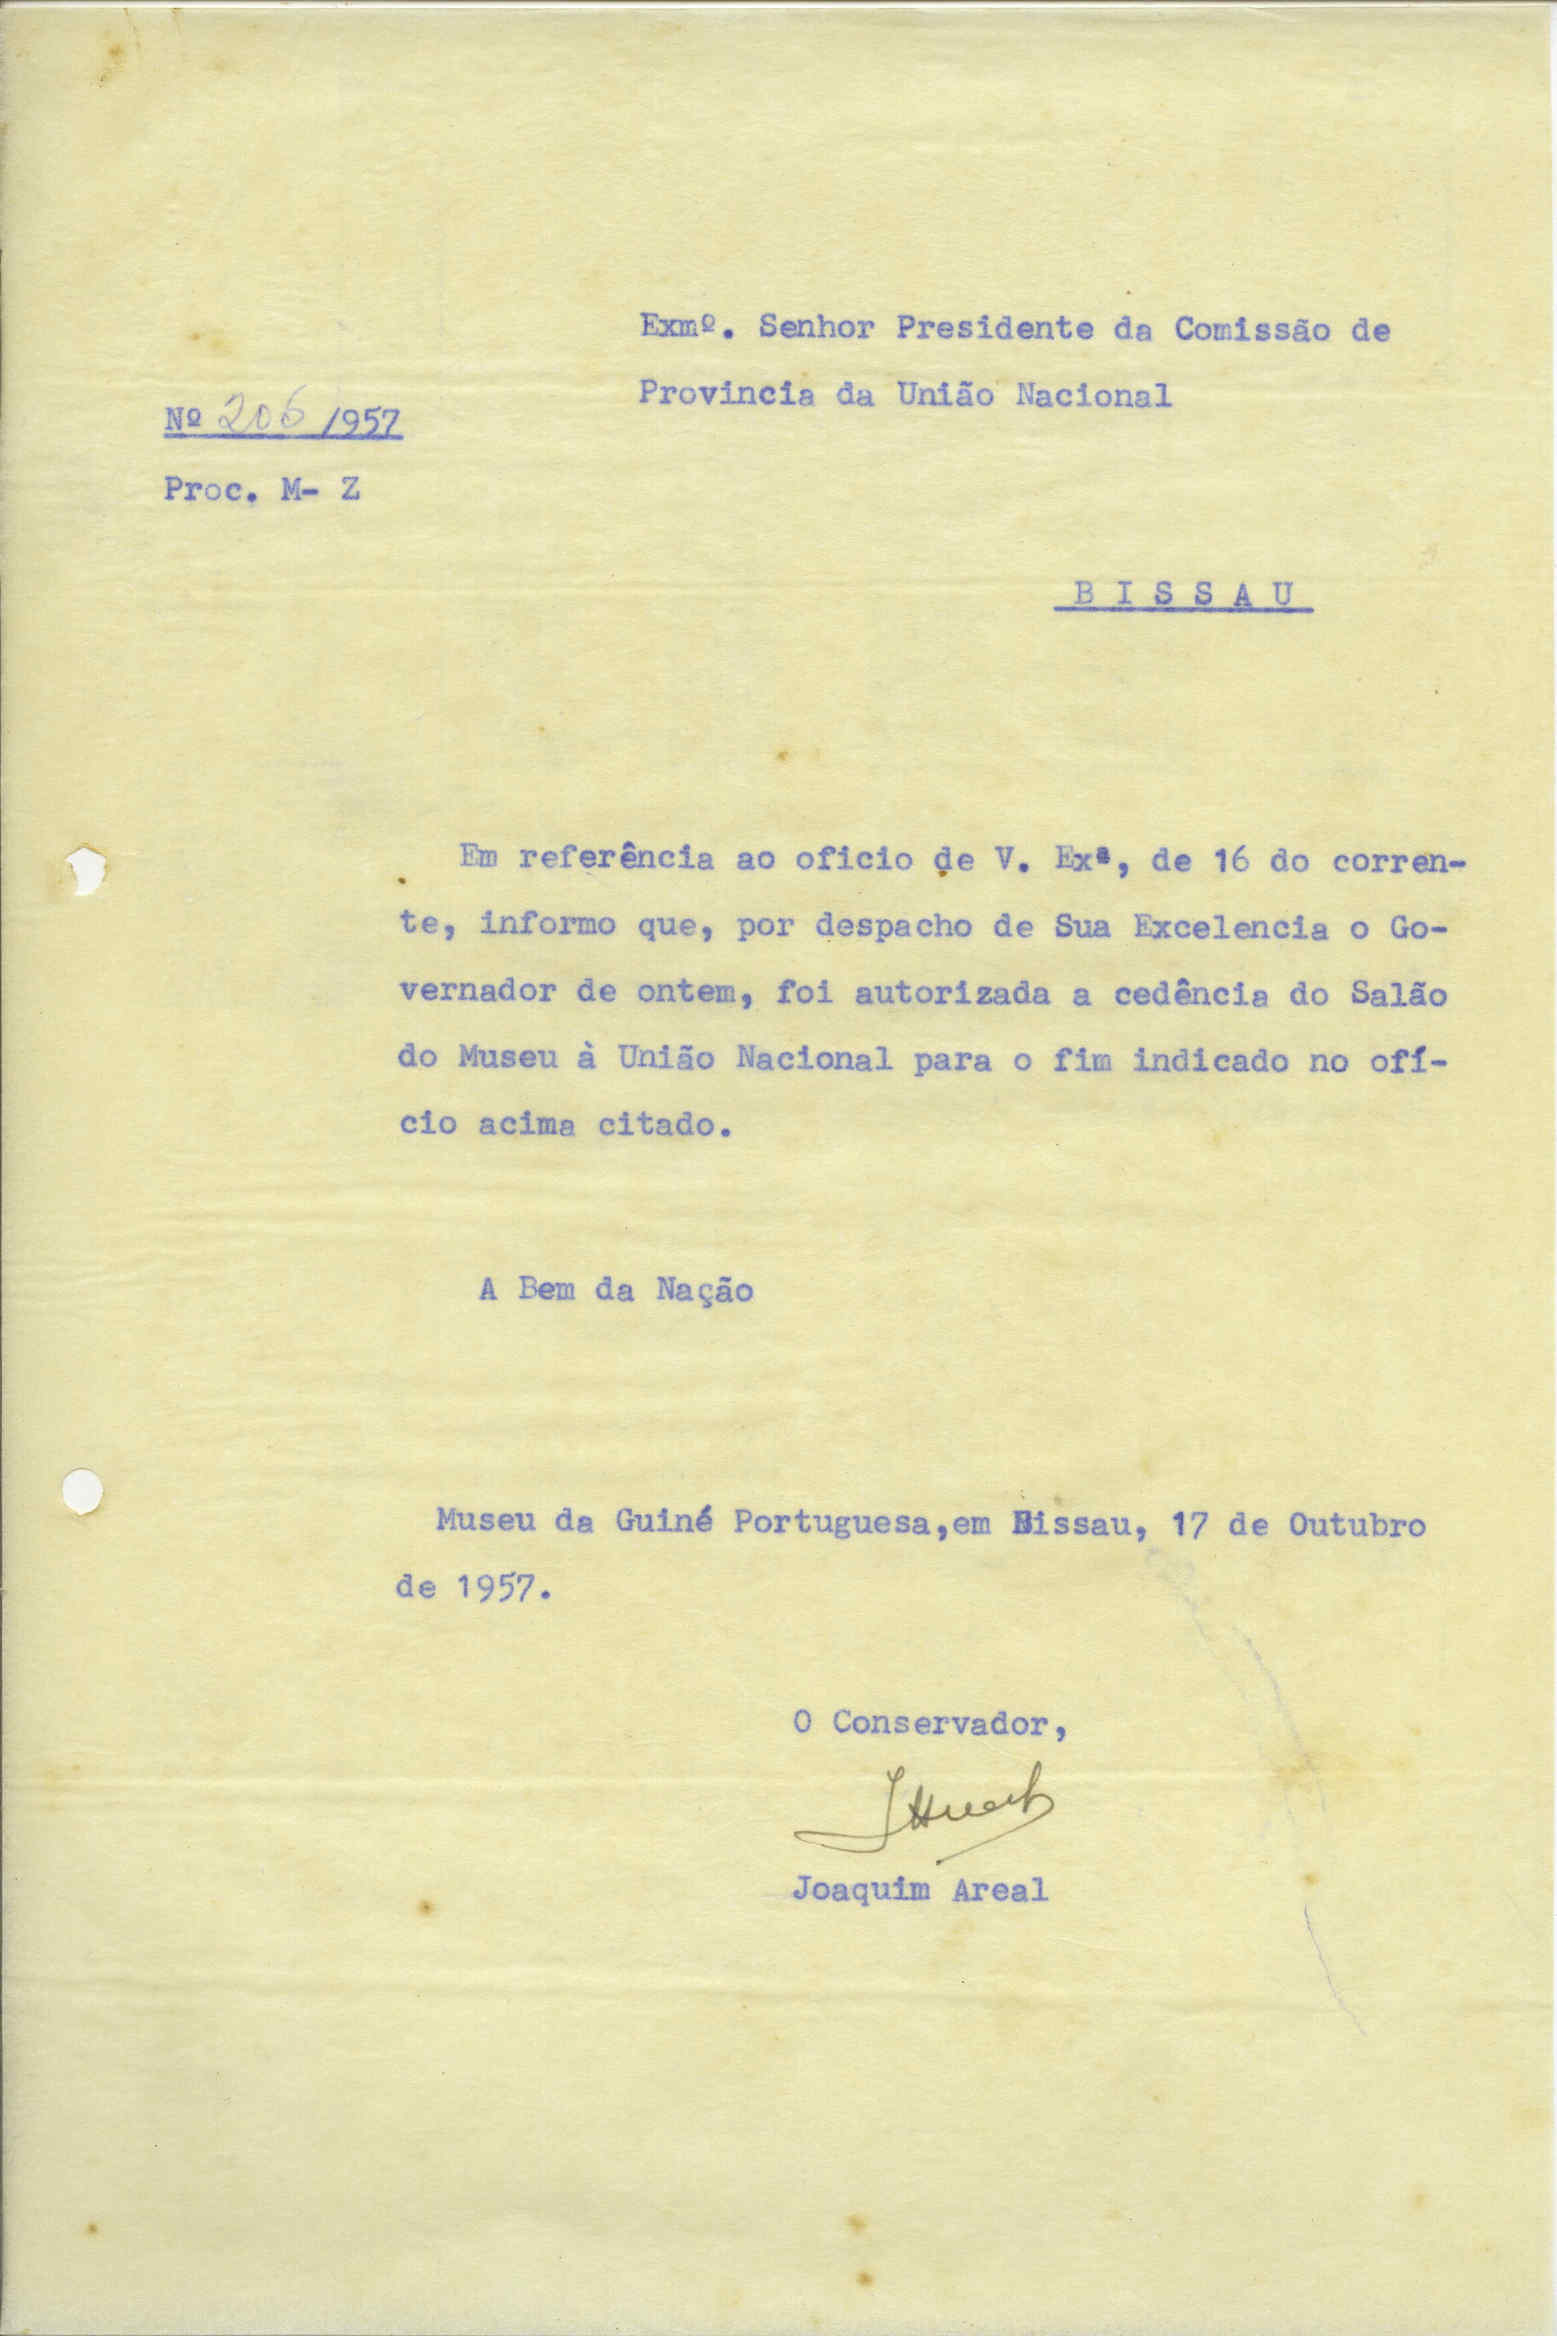 Exmº. Senhor Presidente da Comissão de
Provincia da União Nacional
Nº 206/1957
Proc. M- Z
B I S S A U
Em referência ao oficio de V. Exª, de 16 do corren-
te, informo que, por despacho de Sua Excelencia o Go-
vernador de ontem, foi autorizada a cedência do Salão
do Museu à União Nacional para o fim indicado no ofí-
cio acima citado.
A Bem da Nação
Museu da Guiné Portuguesa,em Bissau, 17 de Outubro
de 1957.
O Conservador,
Joaquim Areal